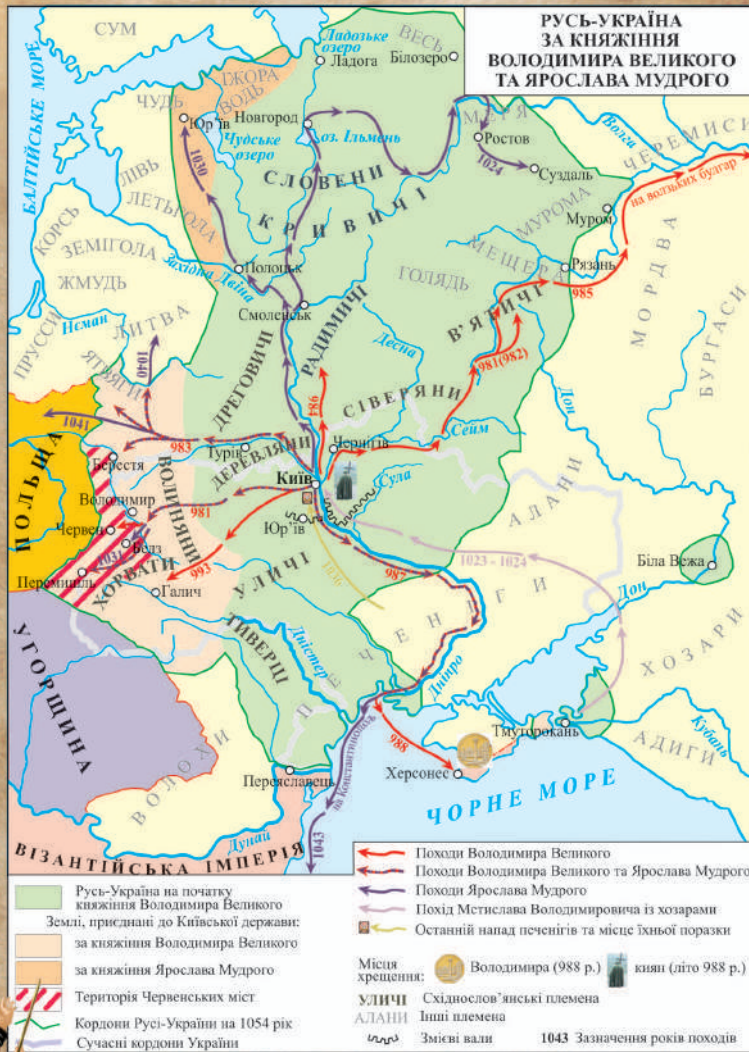 РУСЬ-УКРАЇНА
ЗА КНЯЖІННЯ
ВОЛОДИМИРА ВЕЛИКОГО
ТА ЯРОСЛАВА МУДРОГО
СУМ
Ладозьке
озеро
Ладога
ВЕСЬ
Білозеро
БАЛТІЙСЬКЕ МОРЕ
ІЖОРА
ВОДЬ
ЧУДЬ
Юр’їв
Новгород
Чудське
озеро
оз. Ільмень
МЕРЯ
Ростов
1024
Суздаль
Волга
ЧЕРЕМИСИ
на волзьких булгар
1030
СЛОВЕНИ
КРИВИЧІ
ЛІВЬ
ЛЕТЬГОЛА
КОРСЬ
ЗЕМІГОЛА
ЖМУДЬ
Західна Двіна
Полоцьк
МУРОМА
Муром
МЕЩЕРА
Рязань
985
ГОЛЯДЬ
МОРДВА
БУРГАСИ
Смоленськ
Нєман
ЛИТВА
ПРУССИ
ЯТВЯГИ
1040
1041
РАДИМИЧІ
ДРЕГОВИЧІ
В’ЯТИЧІ
981(982)
Десна
984
СІВЕРЯНИ
Сейм
Дон
983
Турів
ДЕРЕВЛЯНИ
Чернігів
ПОЛЬЩА
Берестя
ВОЛИНЯНИ
Володимир
Київ
Сула
981
Червен
Белз
1031
Перемишль
ХОРВАТИ
Галич
993
Юр’їв
УЛИЧІ
1036
987
АЛАНИ
1023 - 1024
Біла Вежа
Дон
ПЕЧЕНІГИ
ХОЗАРИ
ТИВЕРЦІ
Дністер
Дніпро
УГОРЩИНА
ВОЛОХИ
988
Херсонес
Тмуторокань
Кубань
АДИГИ
ЧОРНЕ МОРЕ
Переяславець
на Константинополь
1043
Дунай
ВІЗАНТІЙСЬКА ІМПЕРІЯ
Русь-Україна на початку
княжіння Володимира Великого
Землі, приєднані до Київської держави:
за княжіння Володимира Великого
за княжіння Ярослава Мудрого
Територія Червенських міст
Кордони Русі-України на 1054 рік
Сучасні кордони України
Походи Володимира Великого
Походи Володимира Великого та Ярослава Мудрого
Походи Ярослава Мудрого
Похід Мстислава Володимировича із хозарами
Останній напад печенігів та місце їхньої поразки
Місця
хрещення:
Володимира (988 р.)
киян (літо 988 р.)
УЛИЧІ Східнослов’янські племена
АЛАНИ Інші племена
Змієві вали
1043 Зазначення років походів